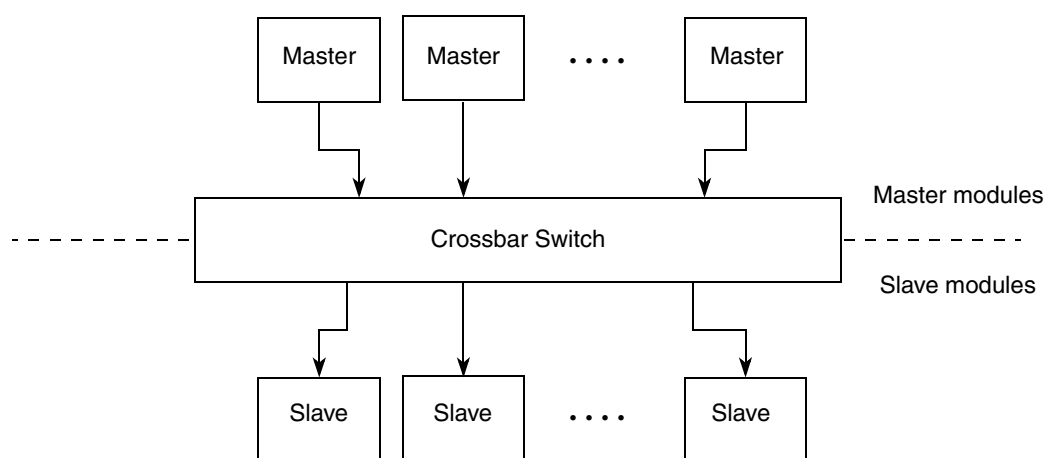 Master
Master
. . . .
Master
Master modules
Crossbar Switch
Slave modules
Slave
Slave
. . . .
Slave